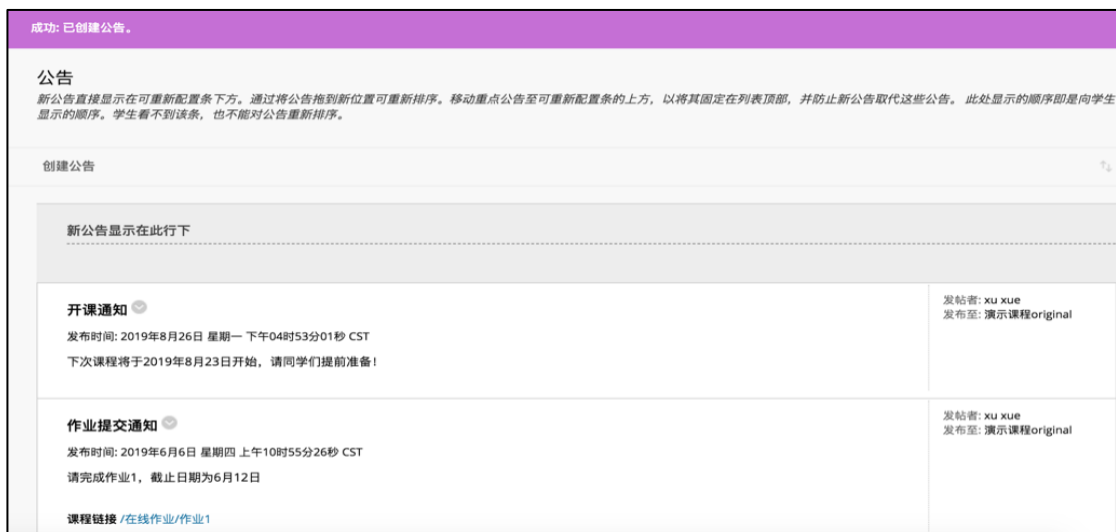 成功: 已创建公告。
公告
新公告直接显示在可重新配置条下方。通过将公告拖到新位置可重新排序。移动重点公告至可重新配置条的上方，以将其固定在列表顶部，并防止新公告取代这些公告。 此处显示的顺序即是向学生
显示的顺序。学生看不到该条，也不能对公告重新排序。
创建公告
新公告显示在此行下
开课通知
发布时间: 2019年8月26日 星期一 下午04时53分01秒 CST
下次课程将于2019年8月23日开始，请同学们提前准备！
发帖者: xu xue
发布至: 演示课程original
作业提交通知
发布时间: 2019年6月6日 星期四 上午10时55分26秒 CST
请完成作业1，截止日期为6月12日
课程链接 /在线作业/作业1
发帖者: xu xue
发布至: 演示课程original